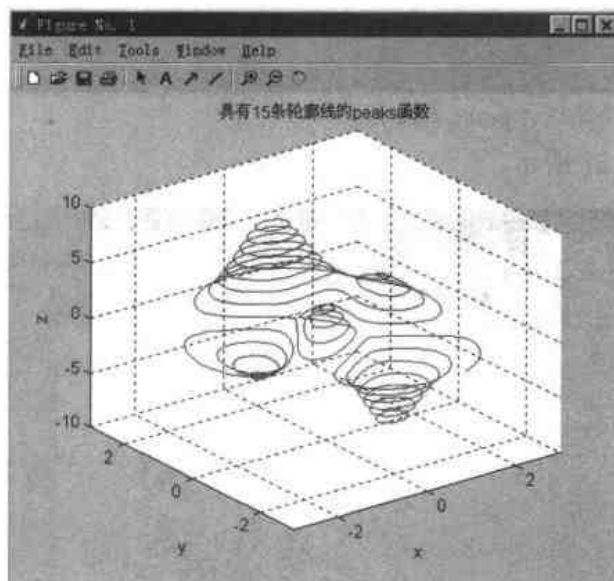 Figure No. 1
File Edit Tools Window Help
具有15条轮廓线的peaks函数
10
5
0
-5
-10
z
2
0
-2
y
-2
0
2
x